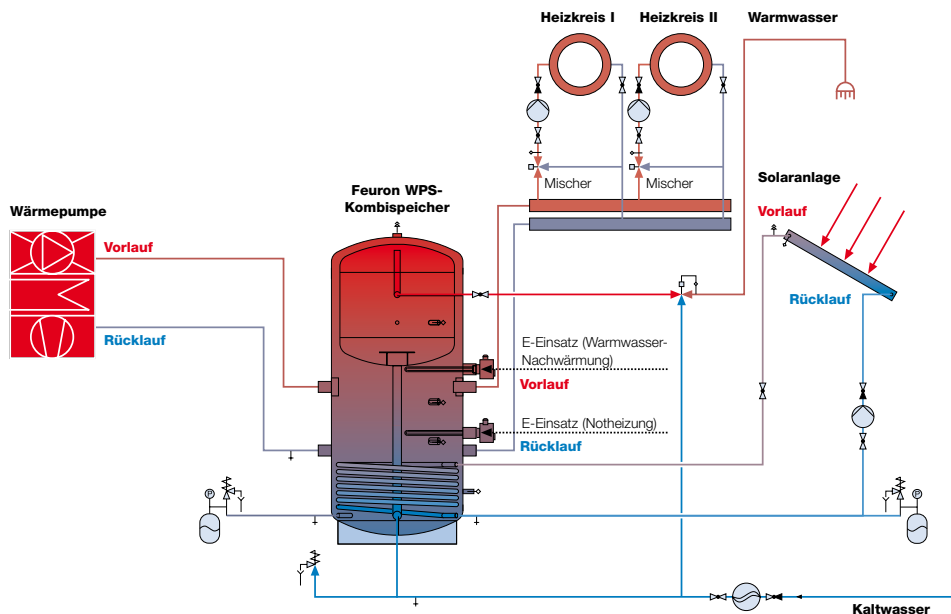 Heizkreis I
Heizkreis II
Warmwasser
Mischer
Mischer
Feuron WPS-
Kombispeicher
Solaranlage
Vorlauf
Wärmepumpe
Vorlauf
Rücklauf
Rücklauf
E-Einsatz (Warmwasser-
Nachwärmung)
Vorlauf
E-Einsatz (Notheizung)
Rücklauf
P
P
Kaltwasser